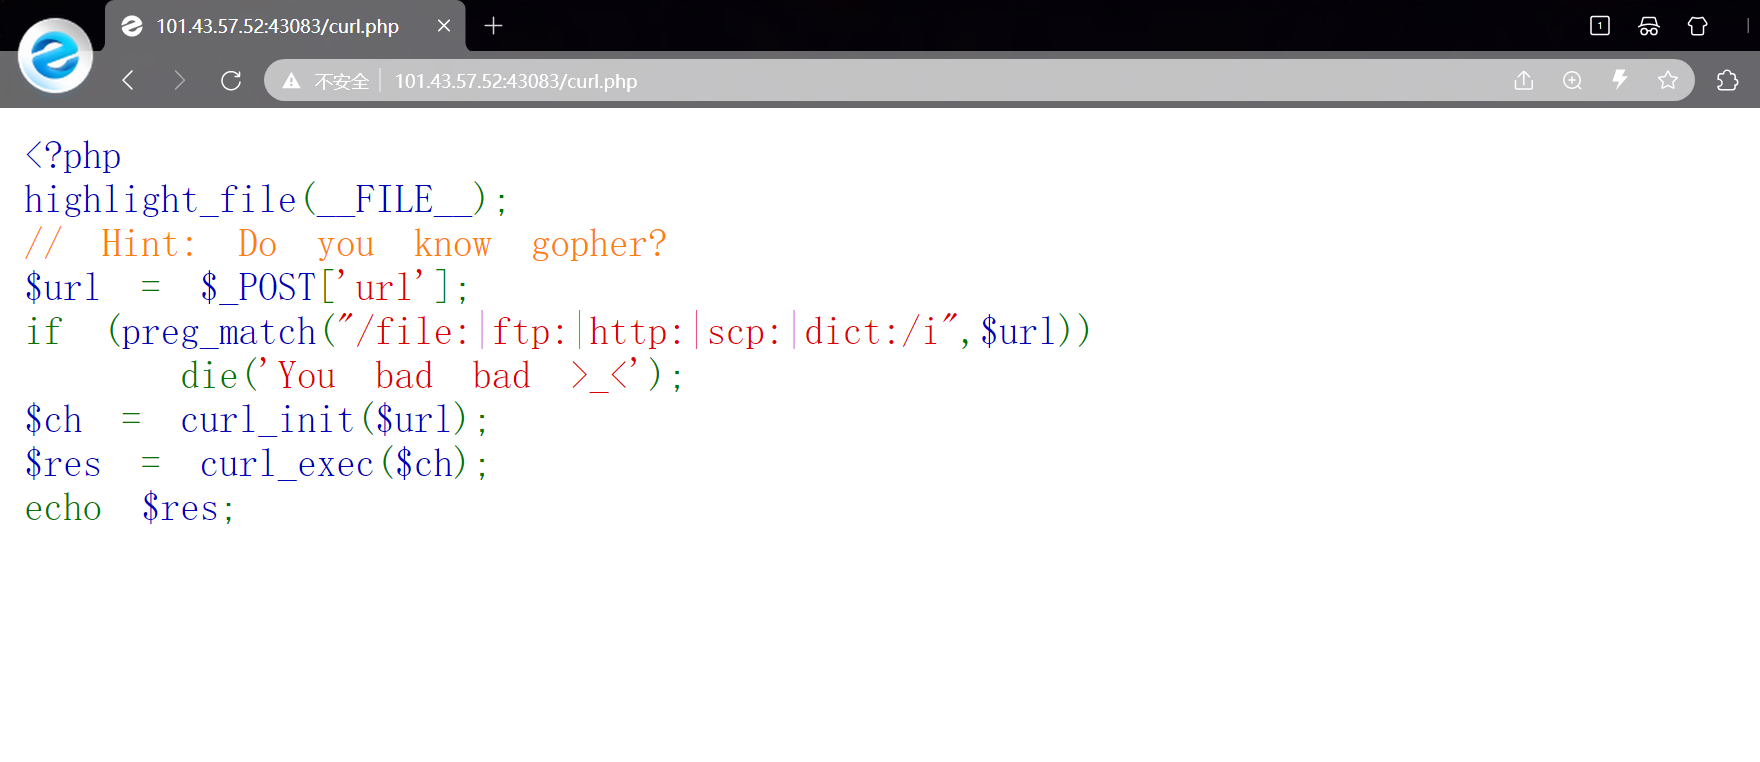 101.43.57.52:43083/curl.php
1
不安全 101.43.57.52:43083/curl.php
<?php
highlight_file(__FILE__);
// Hint: Do you know gopher?
$url = $_POST['url'];
if (preg_match("/file:|ftp:|http:|scp:|dict:/i",$url))
die('You bad bad >_<');
$ch = curl_init($url);
$res = curl_exec($ch);
echo $res;